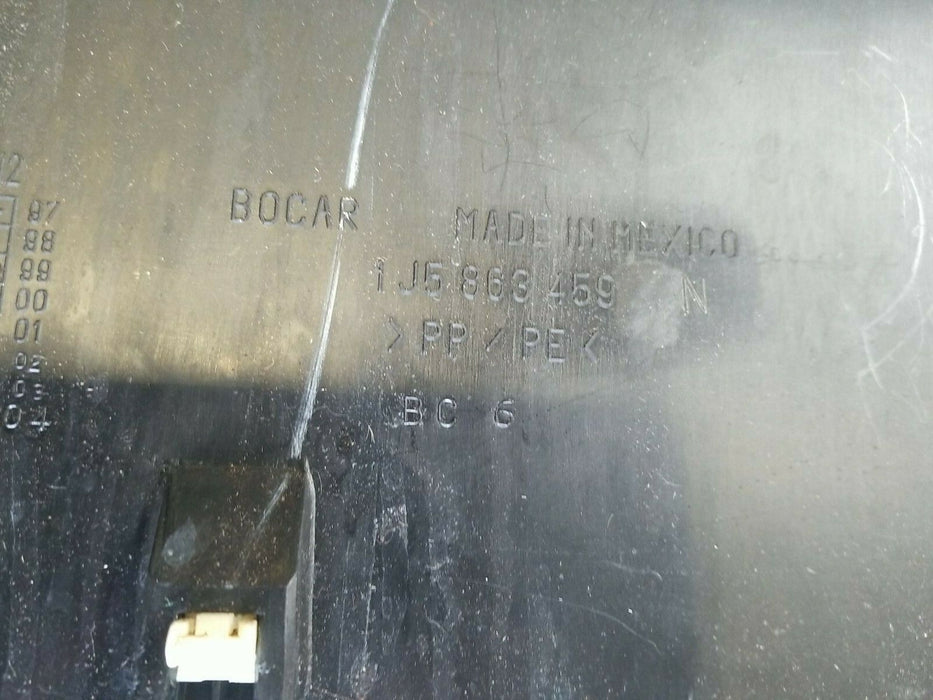 12
97
98
99
00
01
02
03
04
BOCAR MADE IN MEXICO
1J5 863 459 N
>PP/PE<
BC 6